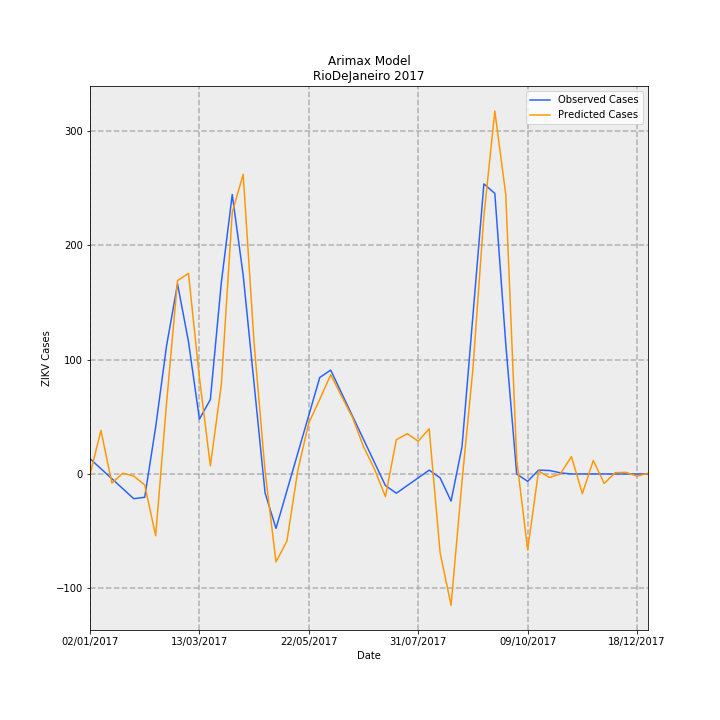 Arimax Model
RioDeJaneiro 2017
Observed Cases
Predicted Cases
300
200
100
0
−100
ZIKV Cases
02/01/2017 13/03/2017 22/05/2017 31/07/2017 09/10/2017 18/12/2017
Date